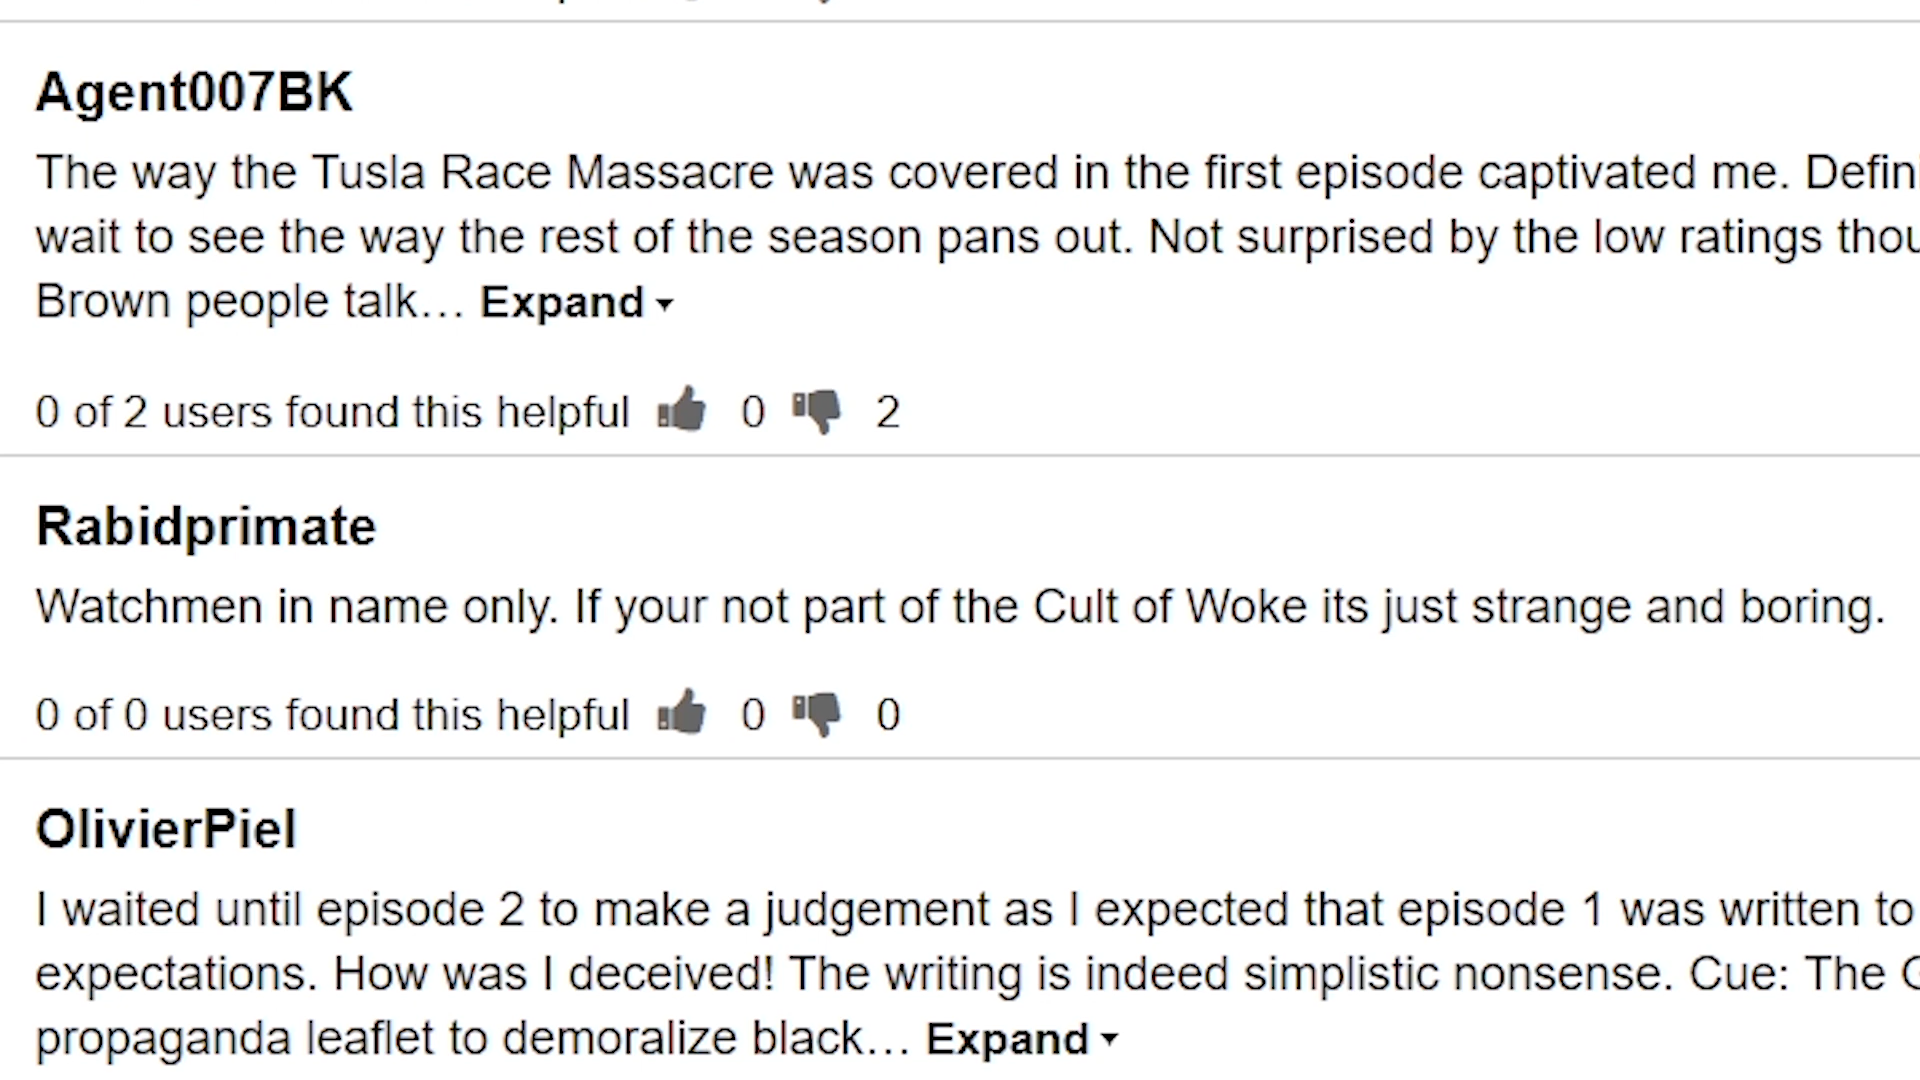 Agent007BK
The way the Tusla Race Massacre was covered in the first episode captivated me.
wait to see the way the rest of the season pans out. Not surprised by the low ratings
Brown people talk… Expand
0 of 2 users found this helpful 0 2
Rabidprimate
Watchmen in name only. If your not part of the Cult of Woke its just strange and boring.
0 of 0 users found this helpful 0 0
OlivierPiel
I waited until episode 2 to make a judgement as I expected that episode 1 was written to
expectations. How was I deceived! The writing is indeed simplistic nonsense. Cue: The
propaganda leaflet to demoralize black… Expand